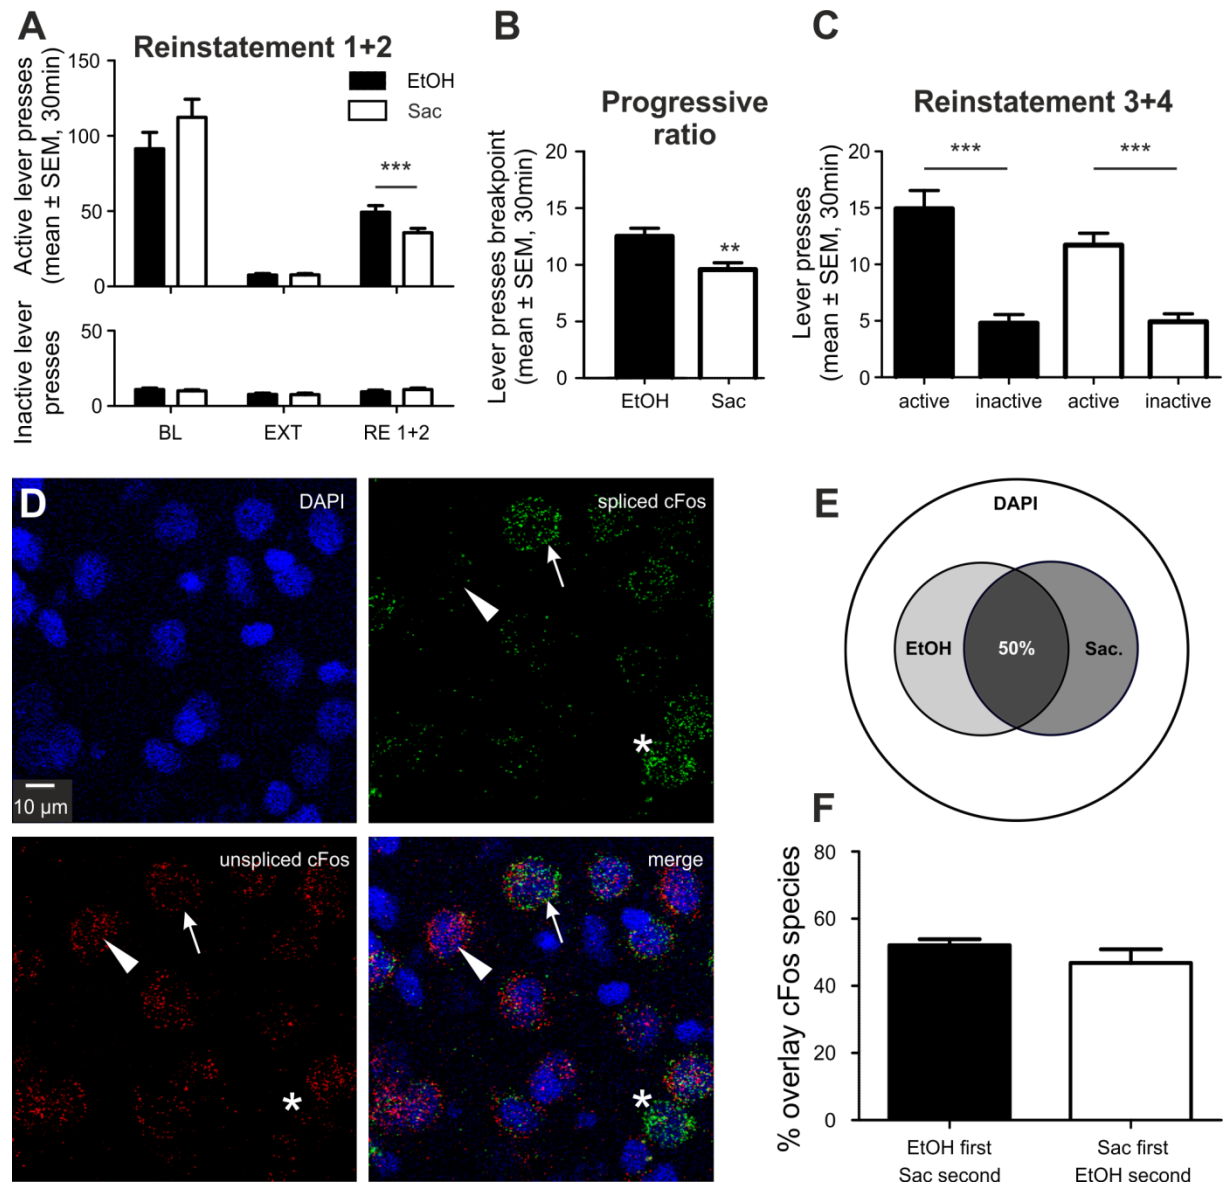 A
Reinstatement 1+2
Active lever presses
(mean ± SEM, 30min)
150
100
50
0
EtOH
Sac
***
Inactive lever
presses
50
0
BL
EXT
RE 1+2
B
Progressive
ratio
Lever presses breakpoint
(mean ± SEM, 30min)
20
15
10
5
0
**
EtOH
Sac
C
Reinstatement 3+4
Lever presses
(mean ± SEM, 30min)
20
15
10
5
0
***
***
active
inactive
active
inactive
D
DAPI
10 µm
spliced cFos
*
unspliced cFos
*
merge
*
E
DAPI
EtOH
50%
Sac.
F
% overlay cFos species
80
60
40
20
0
EtOH first
Sac second
Sac first
EtOH second